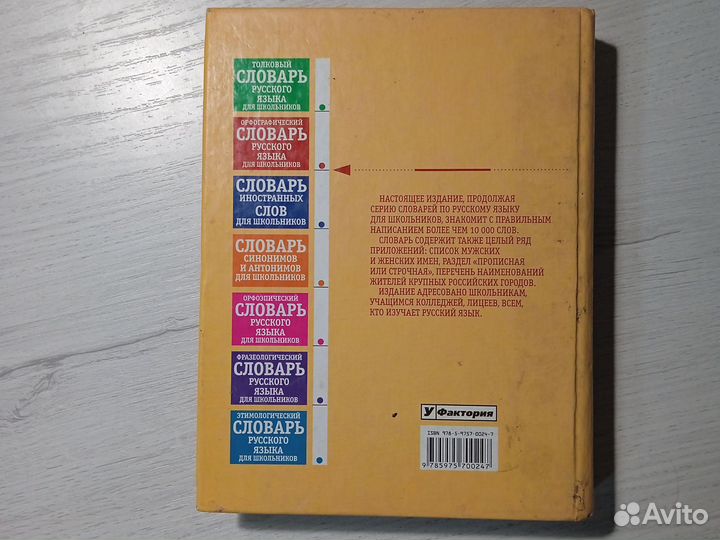 ТОЛКОВЫЙ
СЛОВАРЬ
РУССКОГО
ЯЗЫКА
ДЛЯ ШКОЛЬНИКОВ
ОРФОГРАФИЧЕСКИЙ
СЛОВАРЬ
РУССКОГО
ЯЗЫКА
ДЛЯ ШКОЛЬНИКОВ
СЛОВАРЬ
ИНОСТРАННЫХ
СЛОВ
ДЛЯ ШКОЛЬНИКОВ
СЛОВАРЬ
СИНОНИМОВ
И АНТОНИМОВ
ДЛЯ ШКОЛЬНИКОВ
ОРФОЭПИЧЕСКИЙ
СЛОВАРЬ
РУССКОГО
ЯЗЫКА
ДЛЯ ШКОЛЬНИКОВ
ФРАЗЕОЛОГИЧЕСКИЙ
СЛОВАРЬ
РУССКОГО
ЯЗЫКА
ДЛЯ ШКОЛЬНИКОВ
ЭТИМОЛОГИЧЕСКИЙ
СЛОВАРЬ
РУССКОГО
ЯЗЫКА
ДЛЯ ШКОЛЬНИКОВ
НАСТОЯЩЕЕ ИЗДАНИЕ, ПРОДОЛЖАЯ
СЕРИЮ СЛОВАРЕЙ ПО РУССКОМУ ЯЗЫКУ
ДЛЯ ШКОЛЬНИКОВ, ЗНАКОМИТ С ПРАВИЛЬНЫМ
НАПИСАНИЕМ БОЛЕЕ ЧЕМ 10 000 СЛОВ.
СЛОВАРЬ СОДЕРЖИТ ТАКЖЕ ЦЕЛЫЙ РЯД
ПРИЛОЖЕНИЙ: СПИСОК МУЖСКИХ
И ЖЕНСКИХ ИМЕН, РАЗДЕЛ «ПРОПИСНАЯ
ИЛИ СТРОЧНАЯ», ПЕРЕЧЕНЬ НАИМЕНОВАНИЙ
ЖИТЕЛЕЙ КРУПНЫХ РОССИЙСКИХ ГОРОДОВ.
ИЗДАНИЕ АДРЕСОВАНО ШКОЛЬНИКАМ,
УЧАЩИМСЯ КОЛЛЕДЖЕЙ, ЛИЦЕЕВ, ВСЕМ,
КТО ИЗУЧАЕТ РУССКИЙ ЯЗЫК.
У Фактория
ISBN 978-5-9757-0024-7
9 785975 700247
Avito